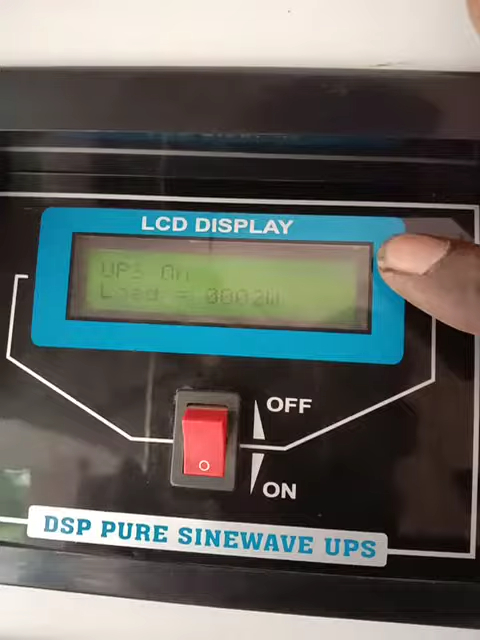 LCD DISPLAY
UPS On
Load = 0002W
OFF
ON
DSP PURE SINEWAVE UPS